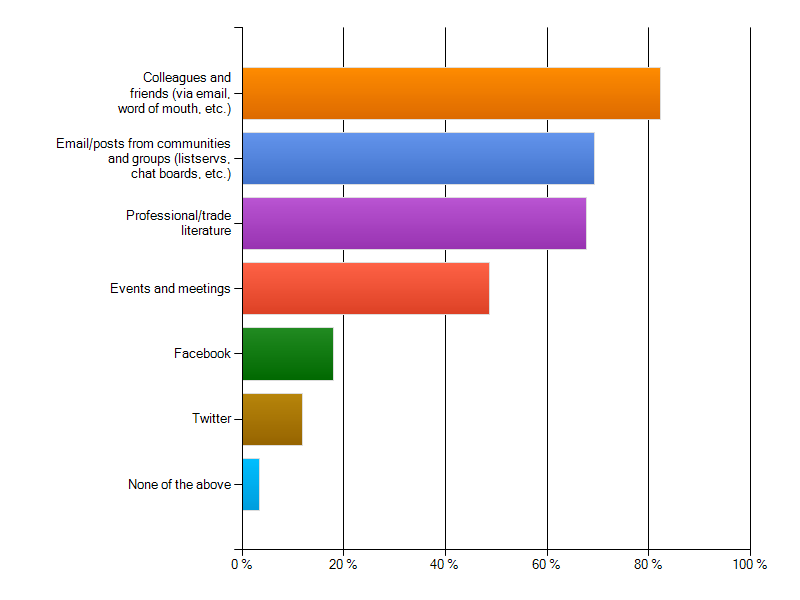 Colleagues and
friends (via email,
word of mouth, etc.)
Email/posts from communities
and groups (listservs,
chat boards, etc.)
Professional/trade
literature
Events and meetings
Facebook
Twitter
None of the above
0 % 20 % 40 % 60 % 80 % 100 %